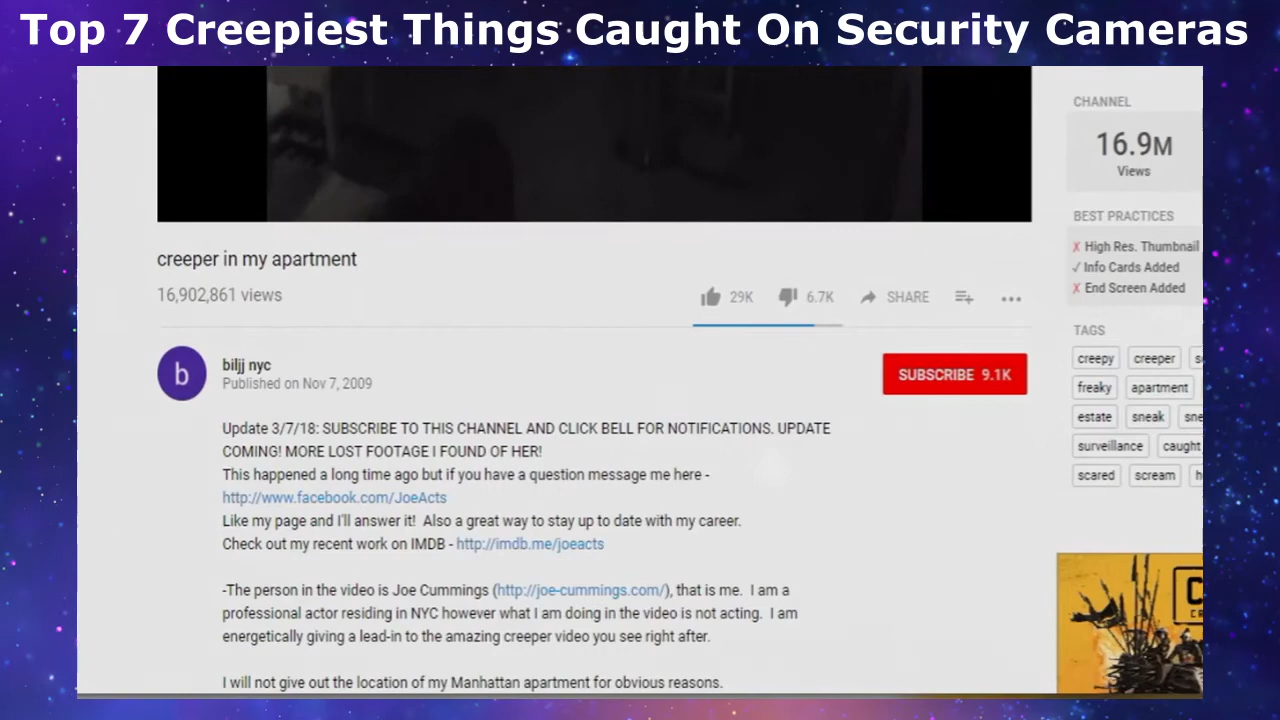 Top 7 Creepiest Things Caught On Security Cameras
CHANNEL
16.9M
Views
BEST PRACTICES
X High Res. Thumbnail
✓ Info Cards Added
X End Screen Added
TAGS
creepy creeper
freaky apartment
estate sneak
surveillance caught
scared scream
creeper in my apartment
16,902,861 views
29K 6.7K SHARE
b
biljj nyc
Published on Nov 7, 2009
SUBSCRIBE 9.1K
Update 3/7/18: SUBSCRIBE TO THIS CHANNEL AND CLICK BELL FOR NOTIFICATIONS. UPDATE
COMING! MORE LOST FOOTAGE I FOUND OF HER!
This happened a long time ago but if you have a question message me here -
http://www.facebook.com/JoeActs
Like my page and I'll answer it! Also a great way to stay up to date with my career.
Check out my recent work on IMDB - http://imdb.me/joeacts
-The person in the video is Joe Cummings (http://joe-cummings.com/), that is me. I am a
professional actor residing in NYC however what I am doing in the video is not acting. I am
energetically giving a lead-in to the amazing creeper video you see right after.
I will not give out the location of my Manhattan apartment for obvious reasons.